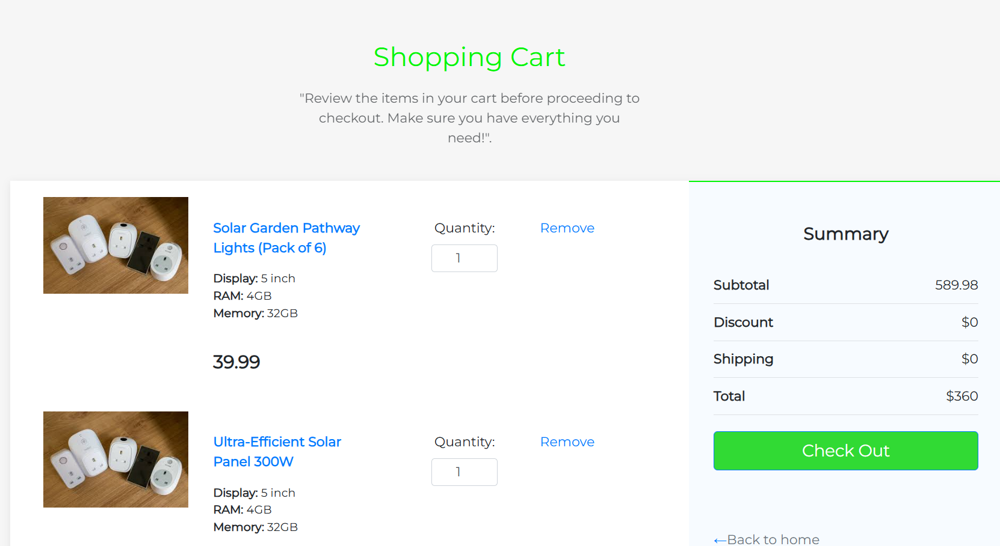 Shopping Cart
"Review the items in your cart before proceeding to
checkout. Make sure you have everything you
need!".
Solar Garden Pathway
Lights (Pack of 6)
Display: 5 inch
RAM: 4GB
Memory: 32GB
39.99
Quantity:
1
Remove
Ultra-Efficient Solar
Panel 300W
Display: 5 inch
RAM: 4GB
Memory: 32GB
Quantity:
1
Remove
Summary
Subtotal 589.98
Discount $0
Shipping $0
Total $360
Check Out
←Back to home